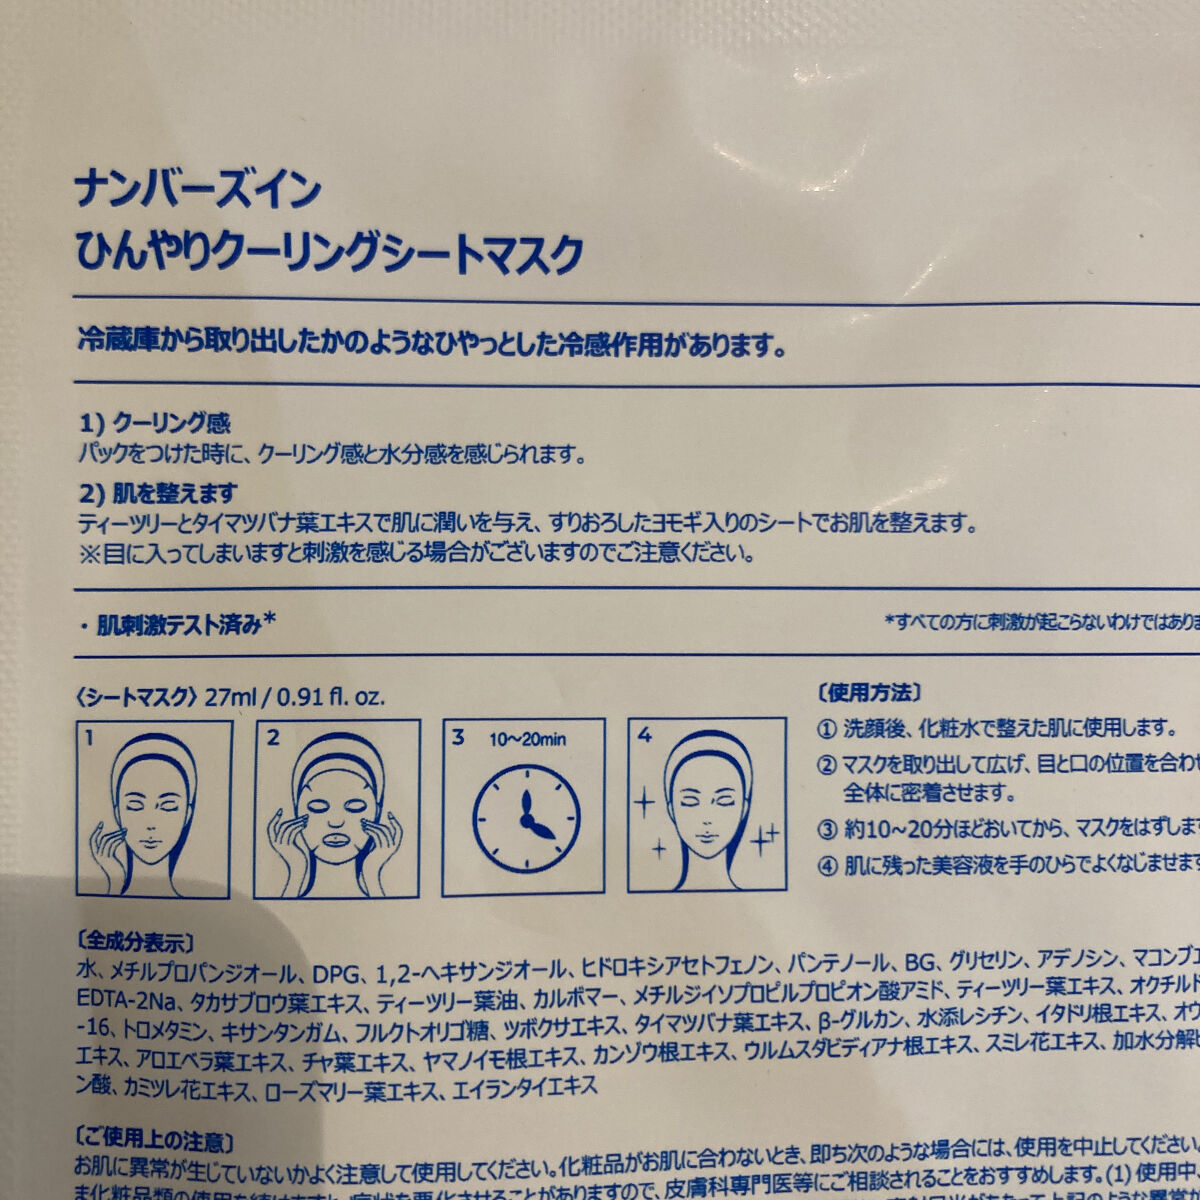 ナンバーズイン
ひんやりクーリングシートマスク
冷蔵庫から取り出したかのようなひやっとした冷感作用があります。
1) クーリング感
パックをつけた時に、クーリング感と水分感を感じられます。
2) 肌を整えます
ティーツリーとタイマツバナ葉エキスで肌に潤いを与え、すりおろしたヨモギ入りのシートでお肌を整えます。
※目に入ってしまいますと刺激を感じる場合がございますのでご注意ください。
・肌刺激テスト済み*
*すべての方に刺激が起こらないわけではありま
〈シートマスク〉 27ml / 0.91 fl. oz.
1
2
3 10〜20min
4
〔使用方法〕
① 洗顔後、化粧水で整えた肌に使用します。
② マスクを取り出して広げ、目と口の位置を合わせ
全体に密着させます。
③ 約10〜20分ほどおいてから、マスクをはずします
④ 肌に残った美容液を手のひらでよくなじませます
〔全成分表示〕
水、メチルプロパンジオール、DPG、1,2-ヘキサンジオール、ヒドロキシアセトフェノン、パンテノール、BG、グリセリン、アデノシン、マコンブエ
EDTA-2Na、タカサブロウ葉エキス、ティーツリー葉油、カルボマー、メチルジイソプロピルプロピオン酸アミド、ティーツリー葉エキス、オクチルド
-16、トロメタミン、キサンタンガム、フルクトオリゴ糖、ツボクサエキス、タイマツバナ葉エキス、β-グルカン、水添レシチン、イタドリ根エキス、オウ
エキス、アロエベラ葉エキス、チャ葉エキス、ヤマノイモ根エキス、カンゾウ根エキス、ウルムスダビディアナ根エキス、スミレ花エキス、加水分解ヒ
ン酸、カミツレ花エキス、ローズマリー葉エキス、エイランタイエキス
〔ご使用上の注意〕
お肌に異常が生じていないかよく注意して使用してください。化粧品がお肌に合わないとき、即ち次のような場合には、使用を中止してください。
ま化粧品類の使用を続けますと、症状を悪化させることがありますので、皮膚科専門医等にご相談されることをおすすめします。(1) 使用中、